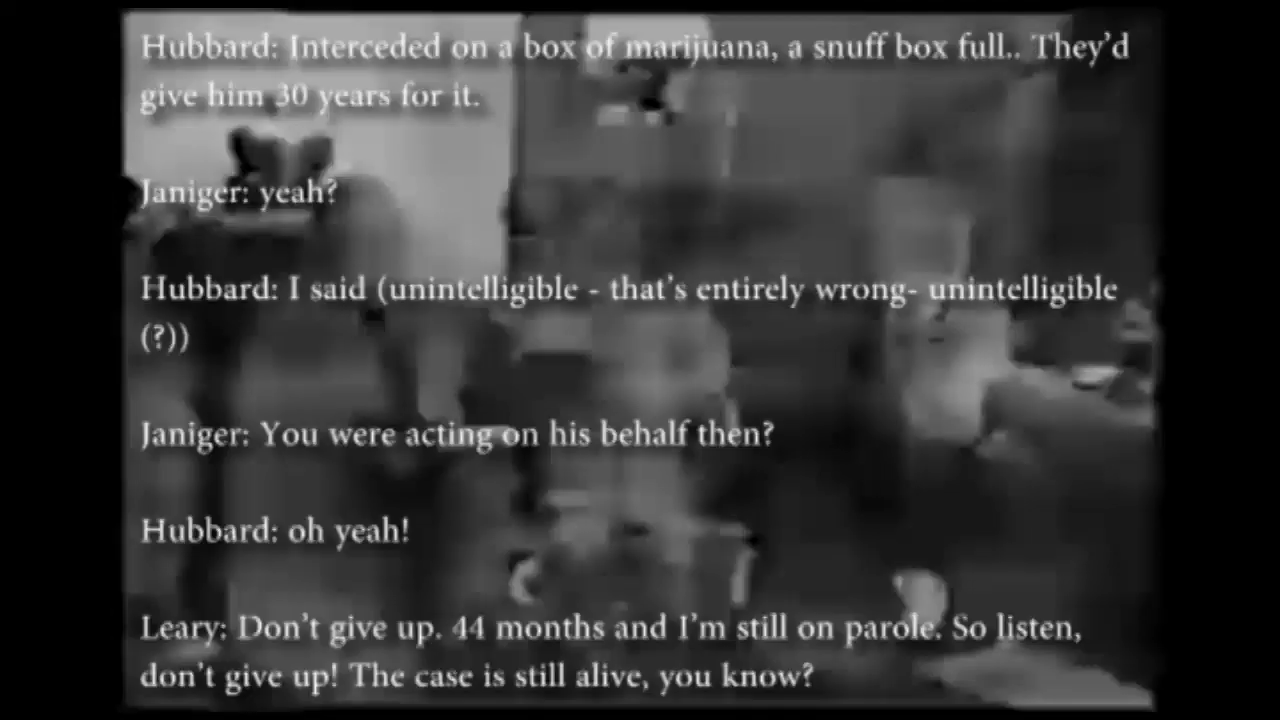 Hubbard: Interceded on a box of marijuana, a snuff box full.. They'd
give him 30 years for it.
Janiger: yeah?
Hubbard: I said (unintelligible - that's entirely wrong- unintelligible
(?))
Janiger: You were acting on his behalf then?
Hubbard: oh yeah!
Leary: Don't give up. 44 months and I'm still on parole. So listen,
don't give up! The case is still alive, you know?